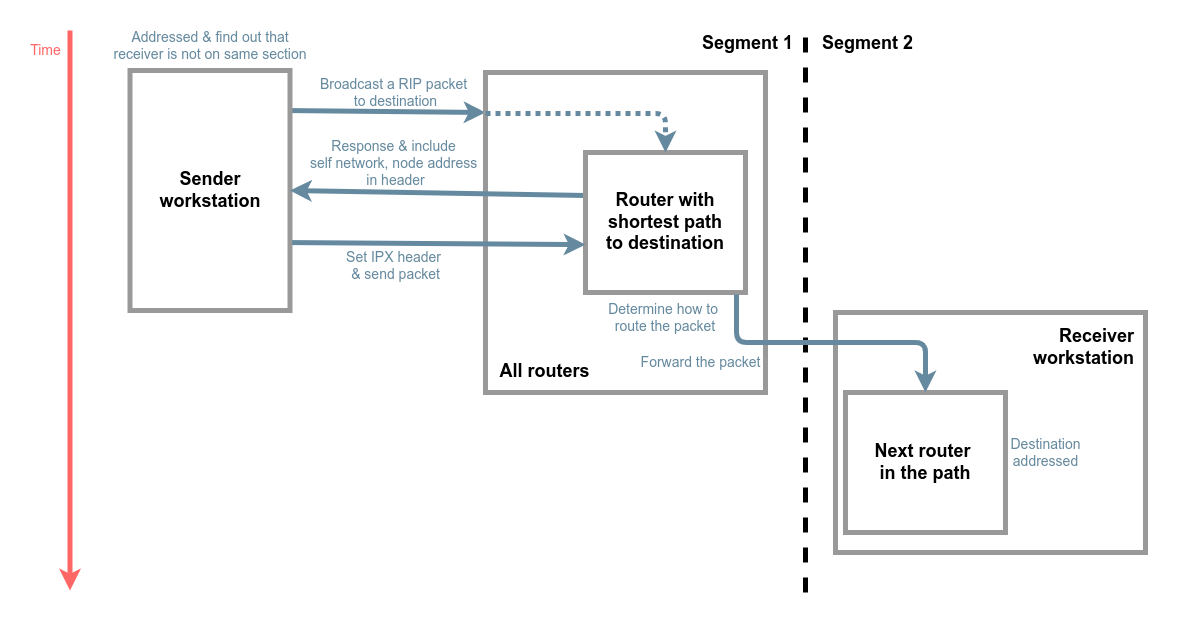 Time
Addressed & find out that
receiver is not on same section
Segment 1
Segment 2
Broadcast a RIP packet
to destination
Response & include
self network, node address
in header
Sender
workstation
Router with
shortest path
to destination
Set IPX header
& send packet
Determine how to
route the packet
Forward the packet
All routers
Receiver
workstation
Next router
in the path
Destination
addressed